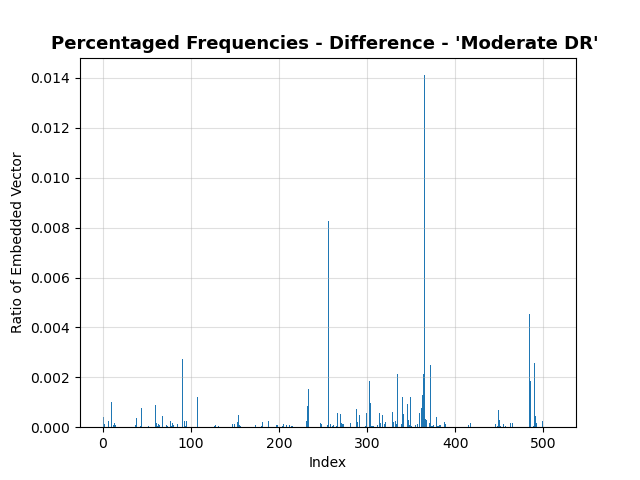 Percentaged Frequencies - Difference - 'Moderate DR'
0.014
0.012
0.010
0.008
0.006
0.004
0.002
0.000
Ratio of Embedded Vector
0 100 200 300 400 500
Index